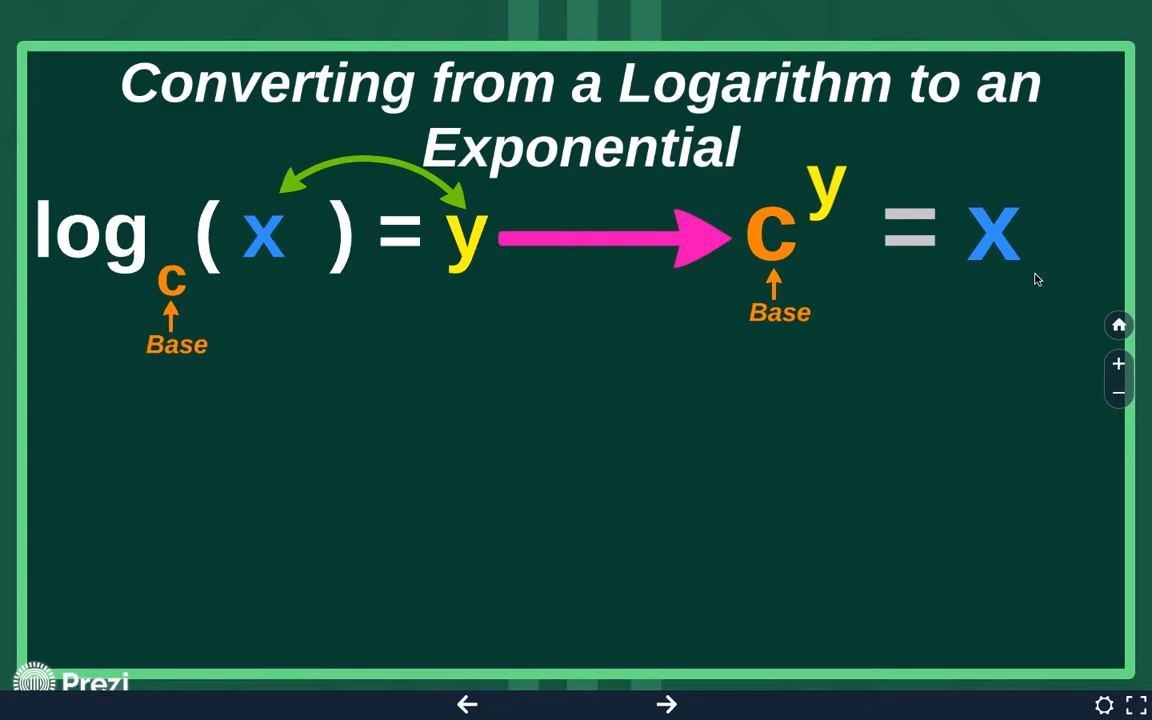 Converting from a Logarithm to an
Exponential
log c ( x ) = y
c^y = x
Base
Base
Prezi